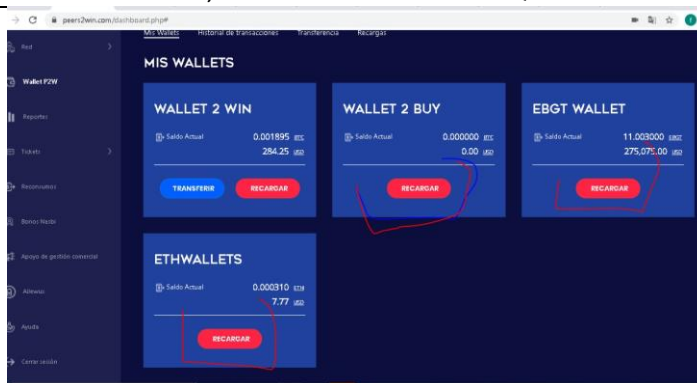 peers2win.com/dashboard.php#
Mis Wallets Historial de transacciones Transferencia Recargas
Red
MIS WALLETS
Wallet P2W
Reportes
Tickets
Reconsumos
Bonos Hasta
Apoyo de gestión comercial
Ayuda
Cerrar sesión
WALLET 2 WIN
Saldo Actual 0.001895 BTC
284.25 USD
TRANSFERIR RECARGAR
WALLET 2 BUY
Saldo Actual 0.000000 BTC
0.00 USD
RECARGAR
EBGT WALLET
Saldo Actual 11.003000 EBGT
275,075.00 USD
RECARGAR
ETHWALLETS
Saldo Actual 0.000310 ETH
7.77 USD
RECARGAR